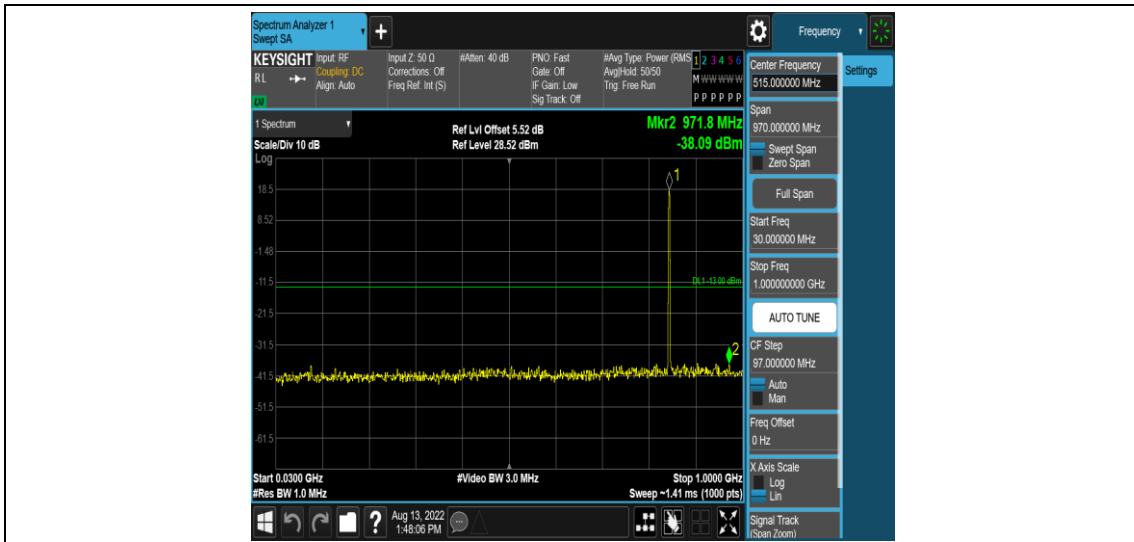 Spectrum Analyzer 1
Swept SA
+
Frequency
KEYSIGHT
RL
LM
Input: RF
Coupling: DC
Align: Auto
Input Z: 50 Ω
Corrections: Off
Freq Ref: Int (S)
#Atten: 40 dB
PNO: Fast
Gate: Off
IF Gain: Low
Sig Track: Off
#Avg Type: Power (RMS
Avg|Hold: 50/50
Trig: Free Run
1 2 3 4 5 6
M W W W W W
P P P P P P
1 Spectrum
Scale/Div 10 dB
Ref Lvl Offset 5.52 dB
Ref Level 28.52 dBm
Mkr2 971.8 MHz
-38.09 dBm
Log
18.5
8.52
-1.48
-11.5
-21.5
-31.5
-41.5
-51.5
-61.5
1
DL1 -13.00 dBm
2
Start 0.0300 GHz
#Res BW 1.0 MHz
#Video BW 3.0 MHz
Stop 1.0000 GHz
Sweep ~1.41 ms (1000 pts)
?
Aug 13, 2022
1:48:06 PM
Center Frequency
515.000000 MHz
Settings
Span
970.000000 MHz
Swept Span
Zero Span
Full Span
Start Freq
30.000000 MHz
Stop Freq
1.000000000 GHz
AUTO TUNE
CF Step
97.000000 MHz
Auto
Man
Freq Offset
0 Hz
X Axis Scale
Log
Lin
Signal Track
(Span Zoom)